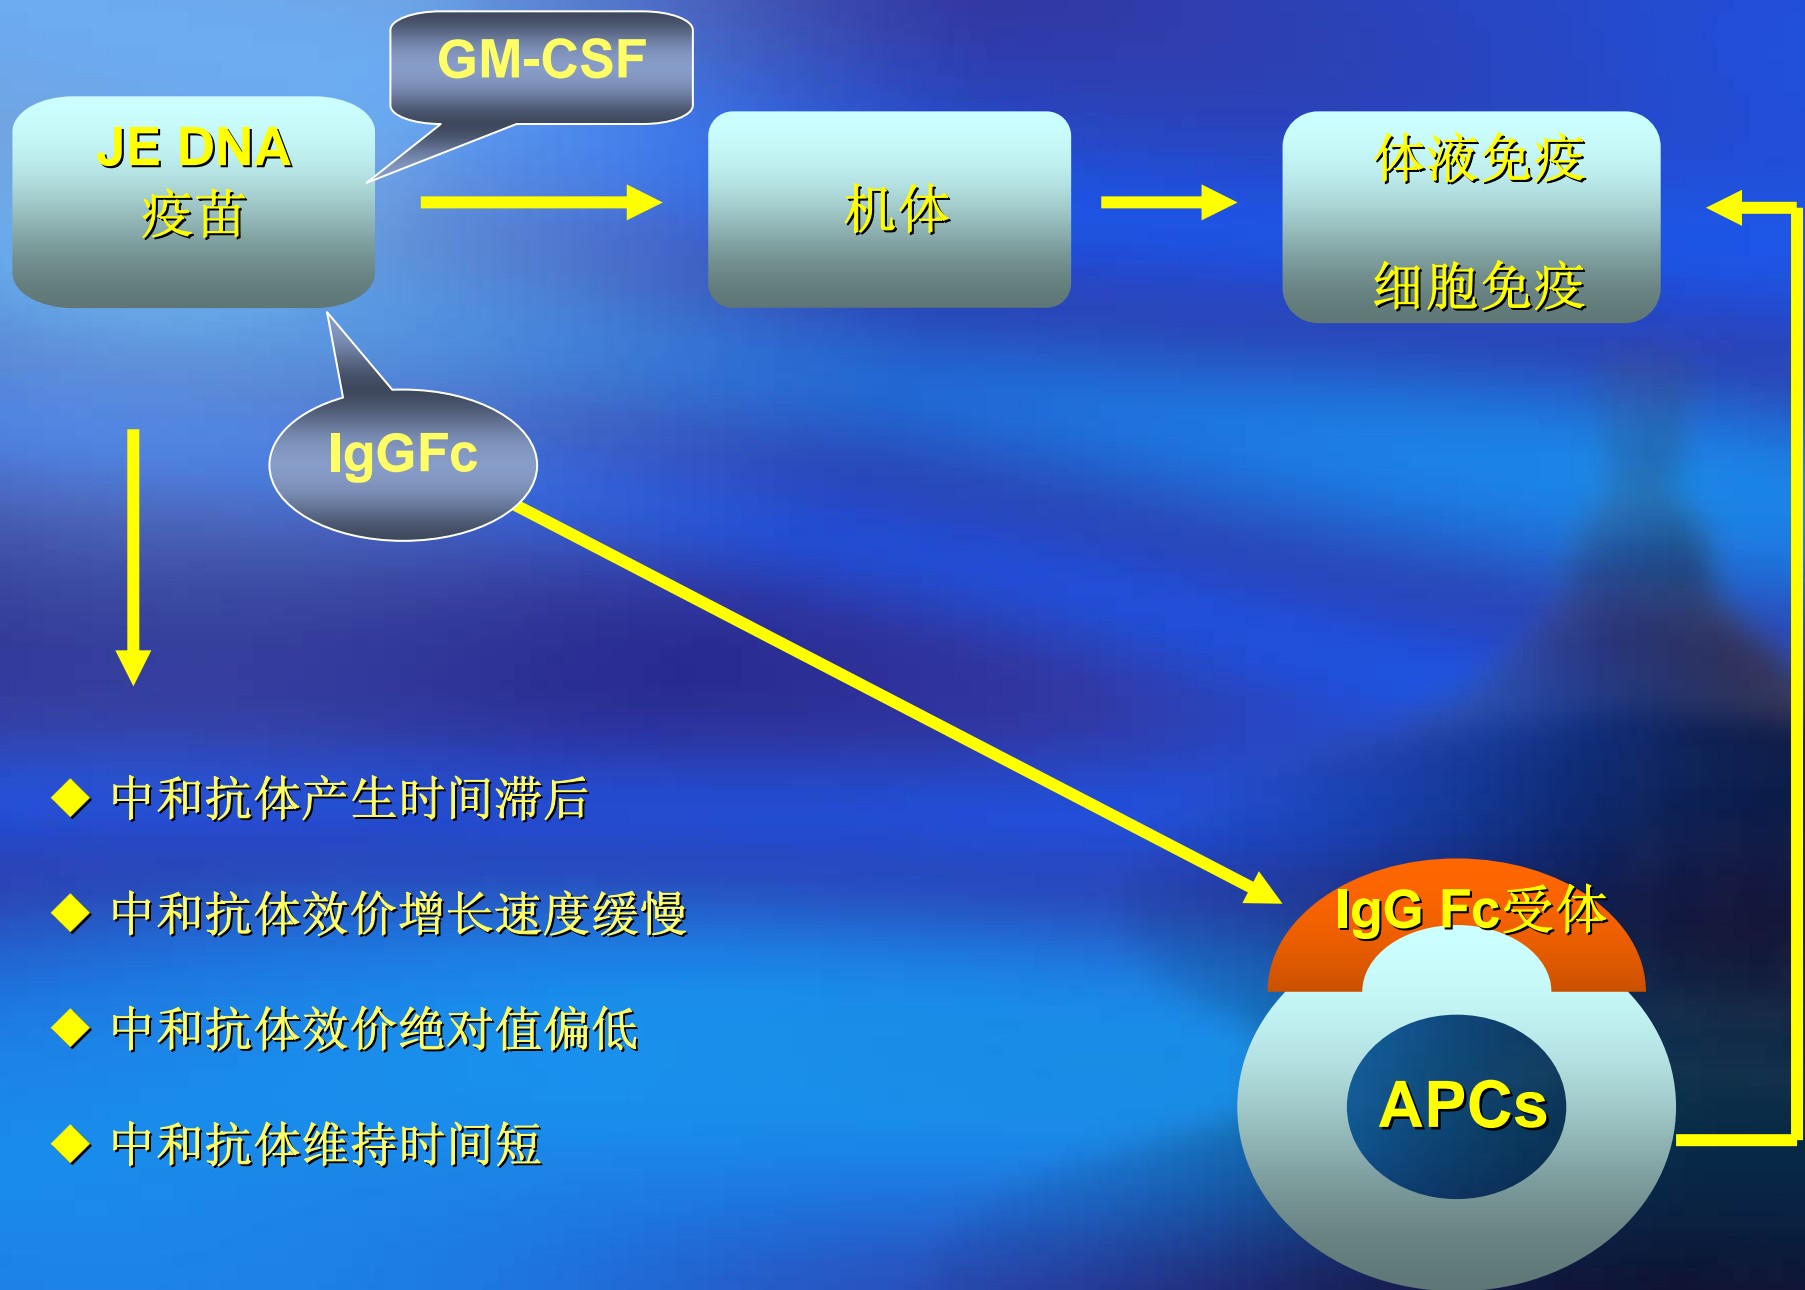 GM-CSF
JE DNA
疫苗
机体
体液免疫
细胞免疫
IgGFc
中和抗体产生时间滞后
中和抗体效价增长速度缓慢
中和抗体效价绝对值偏低
中和抗体维持时间短
IgG Fc受体
APCs